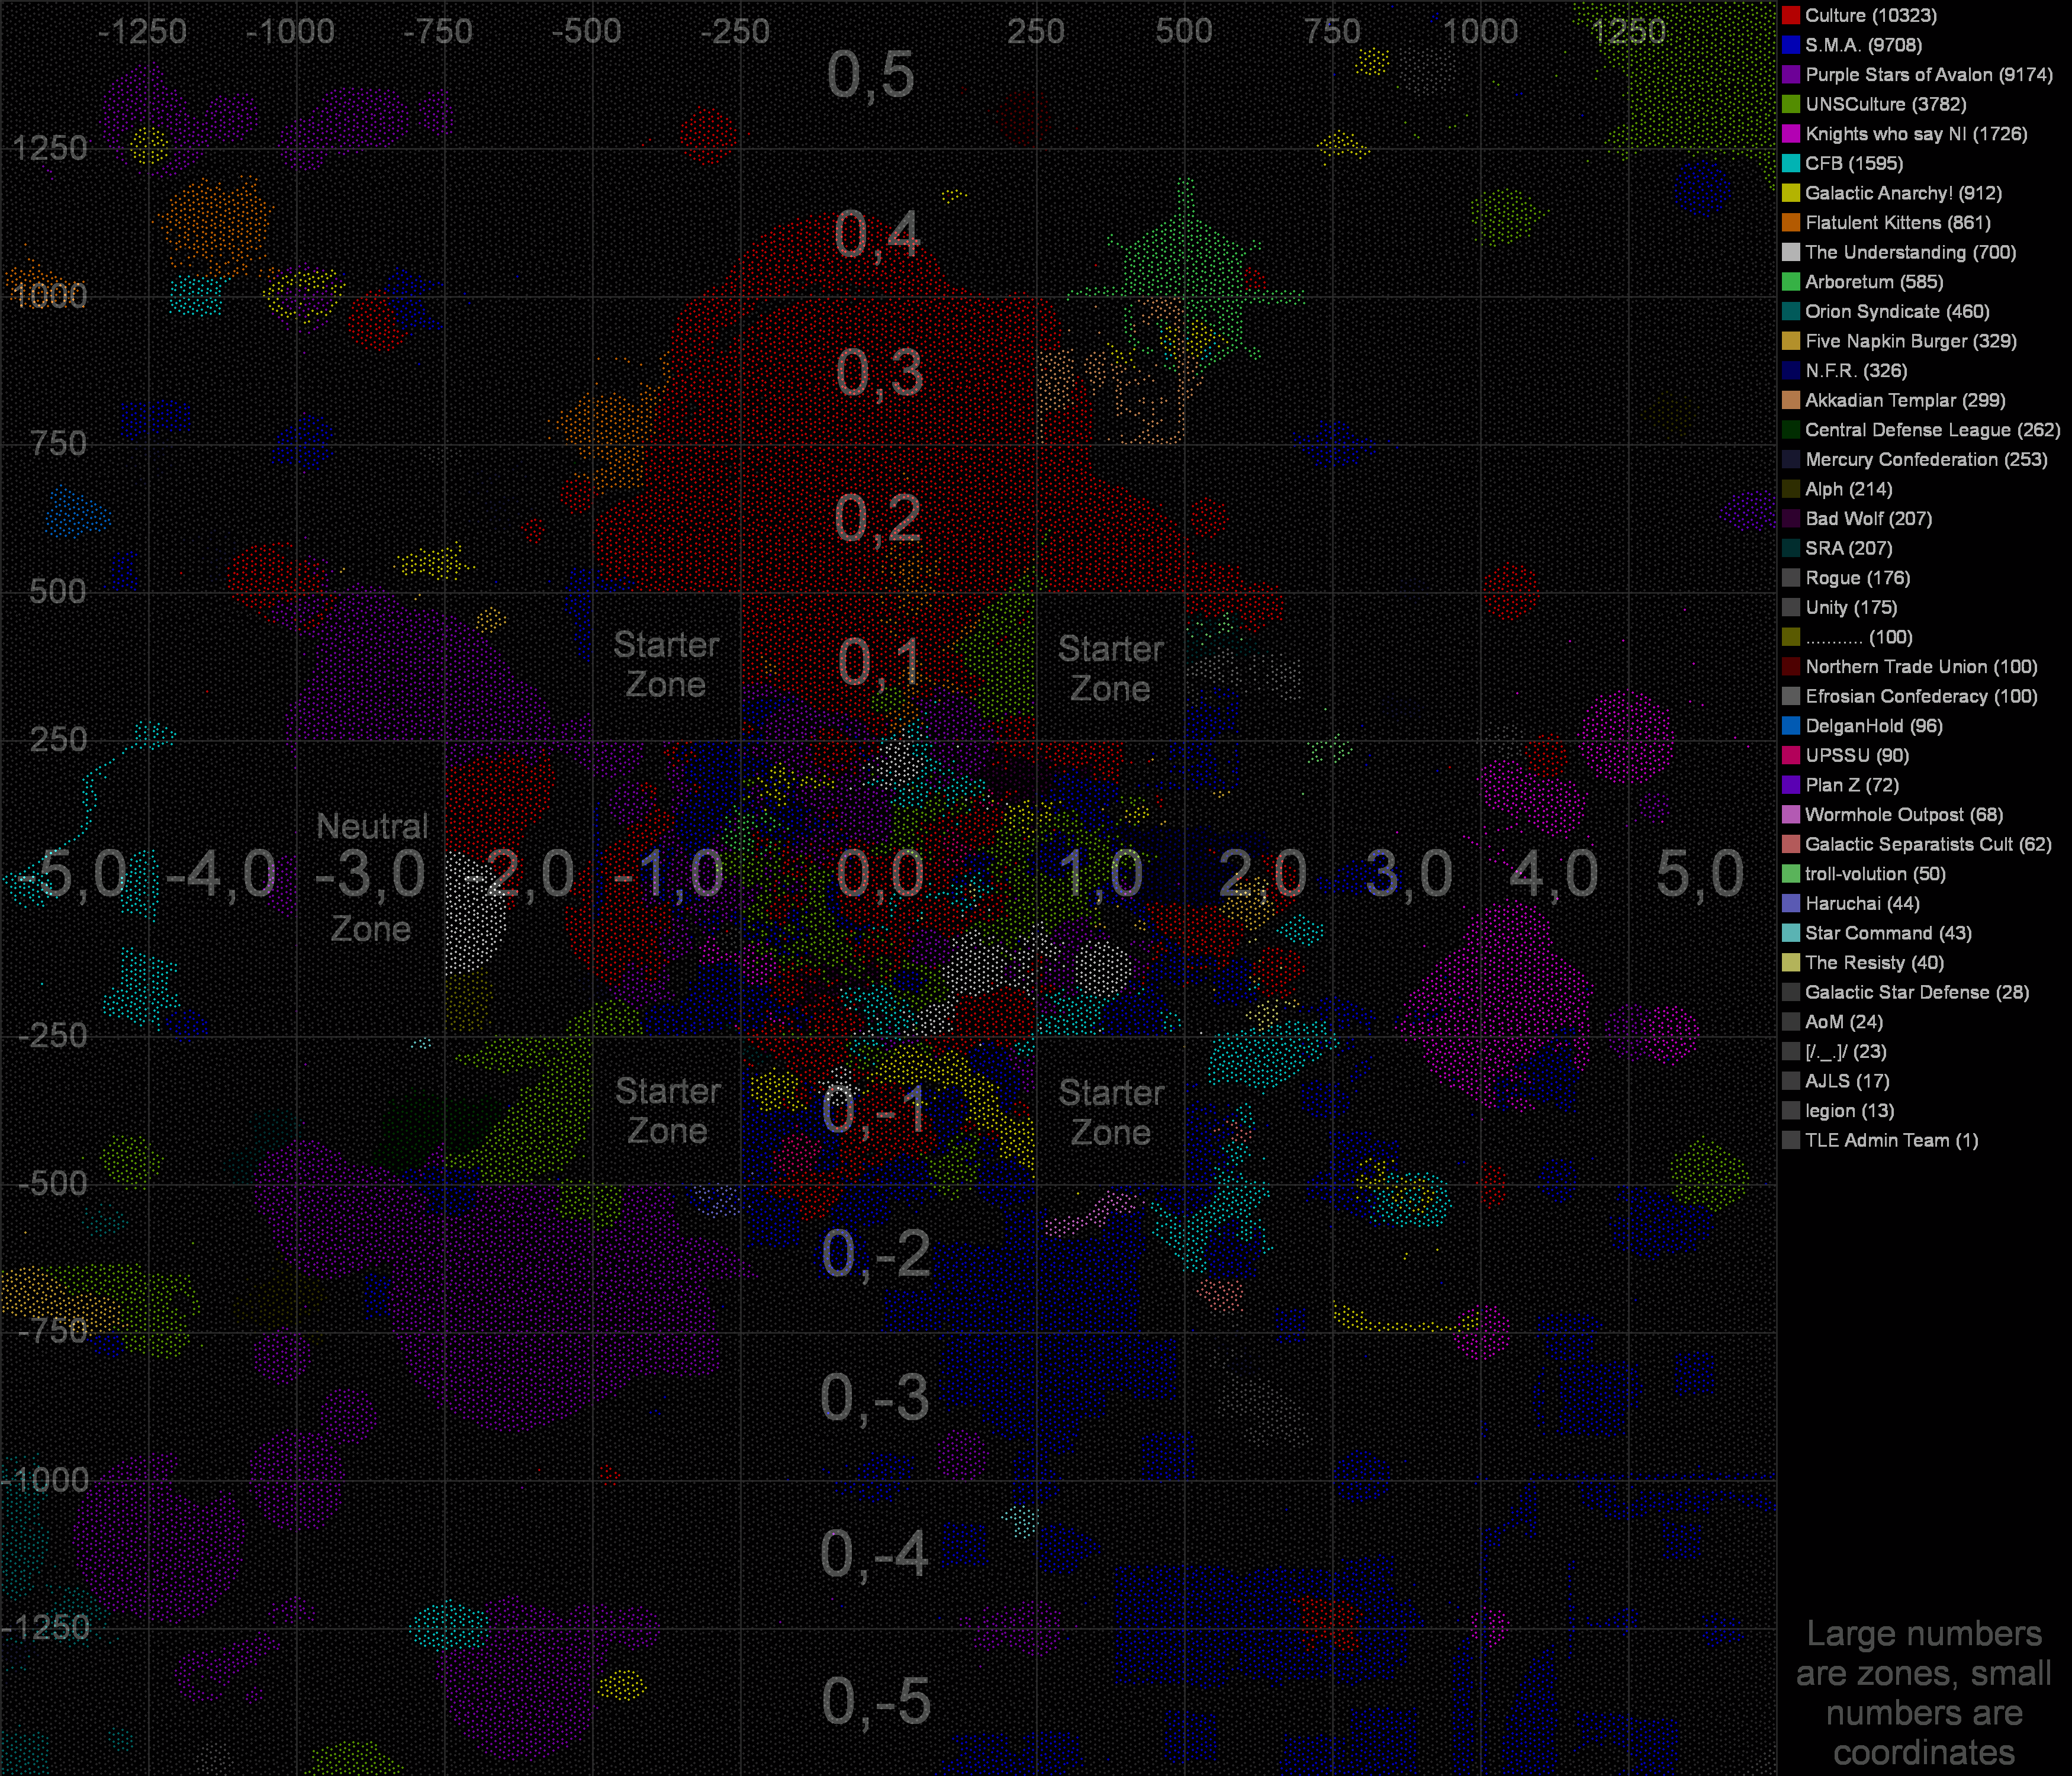 -1250 -1000 -750 -500 -250 250 500 750 1000 1250
0,5
1250
0,4
1000
0,3
750
0,2
500
Starter
Zone
0,1
Starter
Zone
250
Neutral
Zone
-5,0 -4,0 -3,0 -2,0 -1,0 0,0 1,0 2,0 3,0 4,0 5,0
-250
Starter
Zone
0,-1
Starter
Zone
-500
0,-2
-750
0,-3
-1000
0,-4
-1250
0,-5
Culture (10323)
S.M.A. (9708)
Purple Stars of Avalon (9174)
UNSCulture (3782)
Knights who say NI (1726)
CFB (1595)
Galactic Anarchy! (912)
Flatulent Kittens (861)
The Understanding (700)
Arboretum (585)
Orion Syndicate (460)
Five Napkin Burger (329)
N.F.R. (326)
Akkadian Templar (299)
Central Defense League (262)
Mercury Confederation (253)
Alph (214)
Bad Wolf (207)
SRA (207)
Rogue (176)
Unity (175)
........... (100)
Northern Trade Union (100)
Efrosian Confederacy (100)
DelganHold (96)
UPSSU (90)
Plan Z (72)
Wormhole Outpost (68)
Galactic Separatists Cult (62)
troll-volution (50)
Haruchai (44)
Star Command (43)
The Resisty (40)
Galactic Star Defense (28)
AoM (24)
[/._.]/ (23)
AJLS (17)
legion (13)
TLE Admin Team (1)
Large numbers
are zones, small
numbers are
coordinates